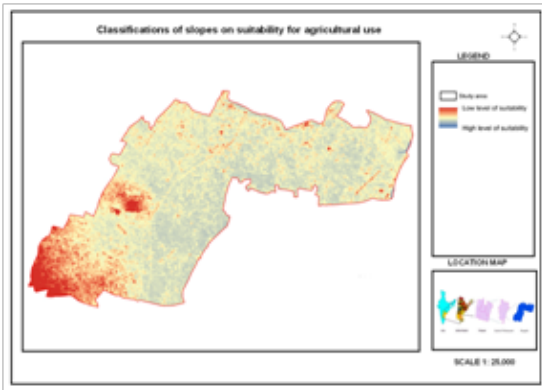 Classifications of slopes on suitability for agricultural use
LEGEND
Study area
Low level of suitability
High level of suitability
LOCATION MAP
SCALE 1: 25,000